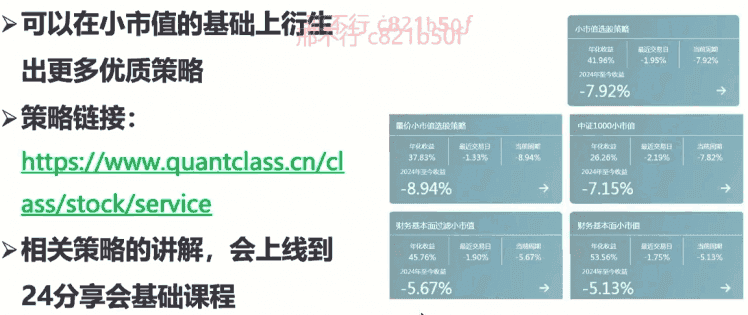 ➢可以在小市值的基础上衍生
出更多优质策略
➢策略链接：
https://www.quantclass.cn/cl
ass/stock/service
➢相关策略的讲解，会上线到
24分享会基础课程
邢不行 c821b50f
邢不行 c821b50f
小市值选股策略
年化收益 最近交易日 当前周期
41.96% -1.95% -7.92%
2024年至今收益
-7.92% →
量价小市值选股策略
年化收益 最近交易日 当前周期
37.83% -1.33% -8.94%
2024年至今收益
-8.94% →
中证1000小市值
年化收益 最近交易日 当前周期
26.26% -2.19% -7.82%
2024年至今收益
-7.15% →
财务基本面过滤小市值
年化收益 最近交易日 当前周期
45.76% -1.90% -5.67%
2024年至今收益
-5.67% →
财务基本面小市值
年化收益 最近交易日 当前周期
53.56% -1.75% -5.13%
2024年至今收益
-5.13% →